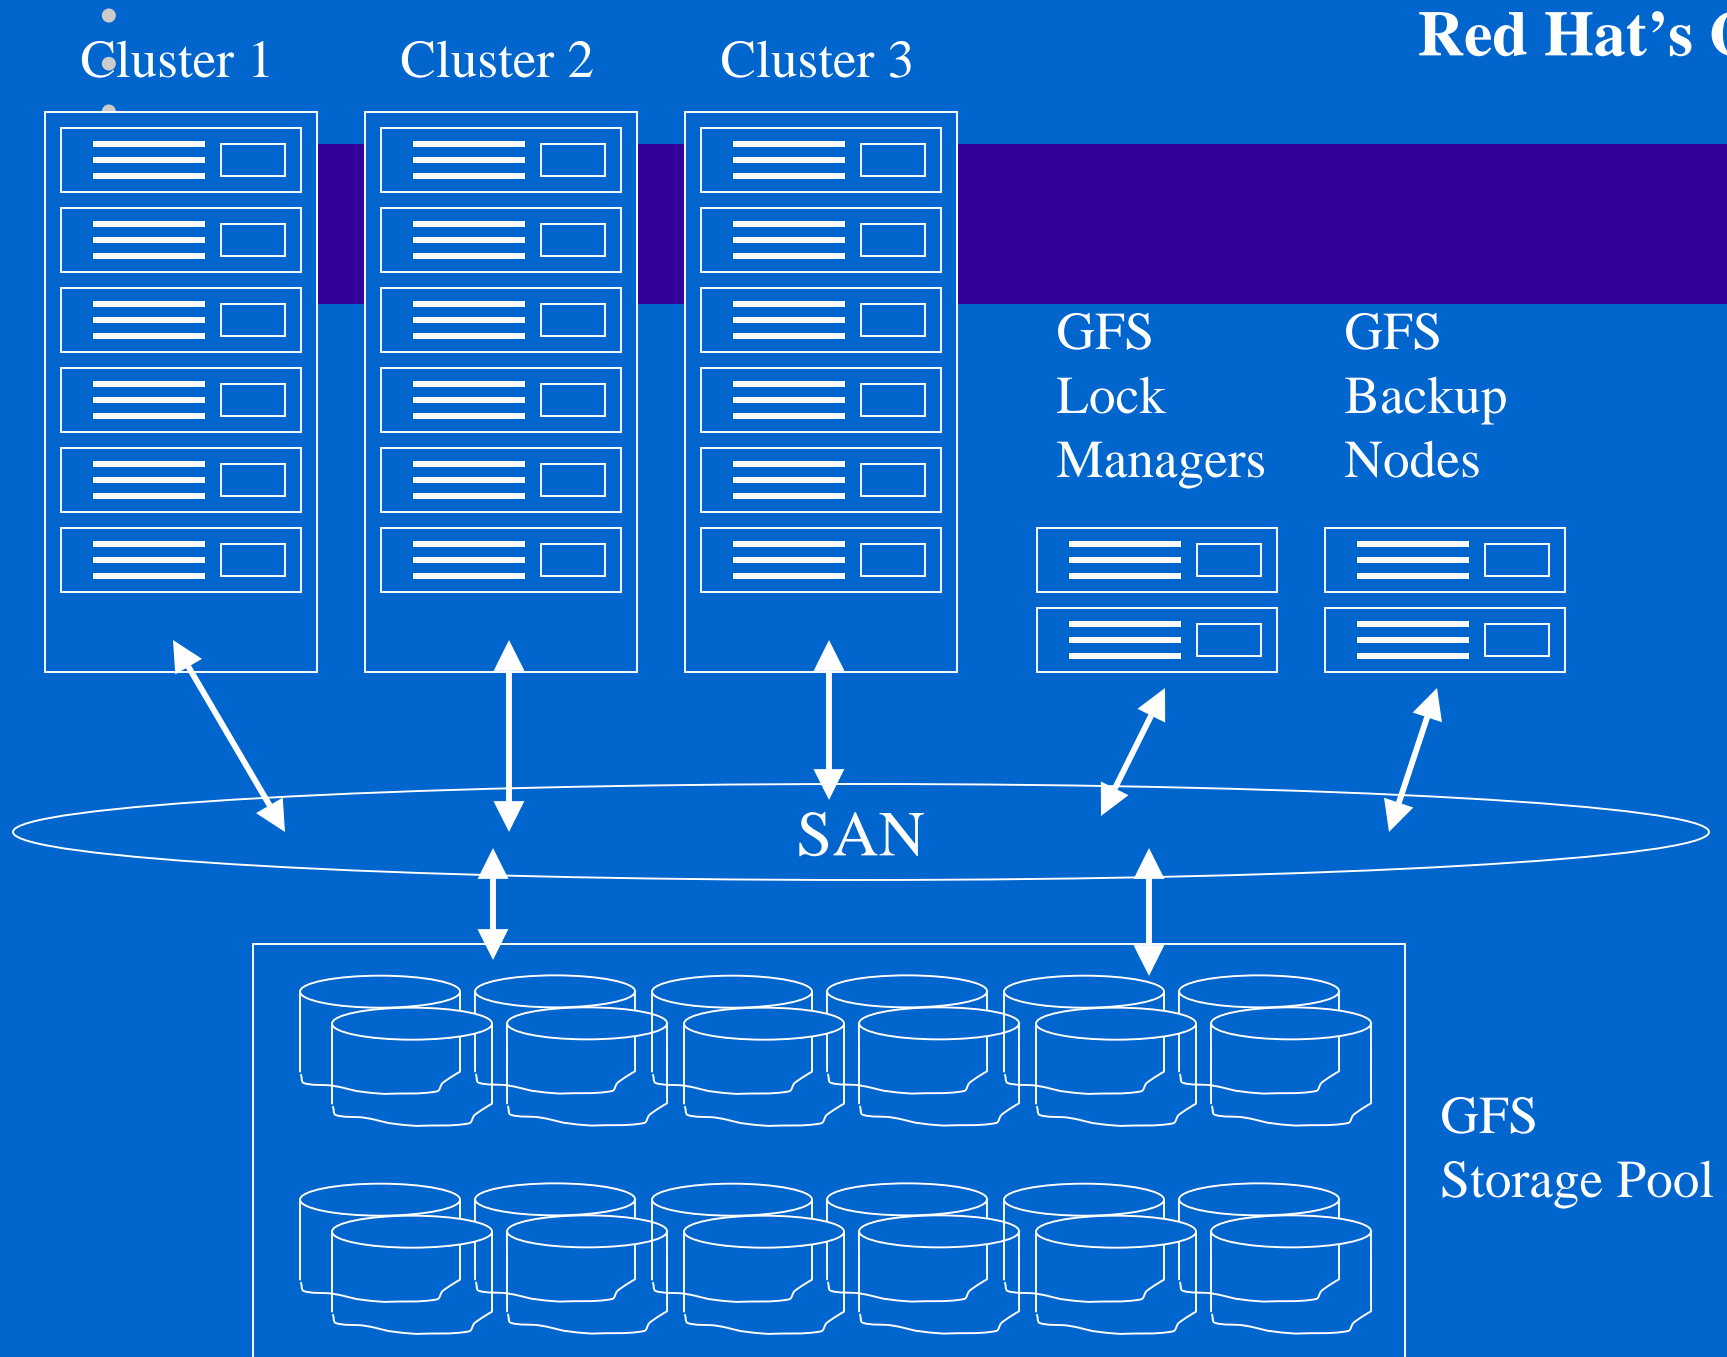 Red Hat’s
Cluster 1
Cluster 2
Cluster 3
GFS
Lock
Managers
GFS
Backup
Nodes
SAN
GFS
Storage Pool